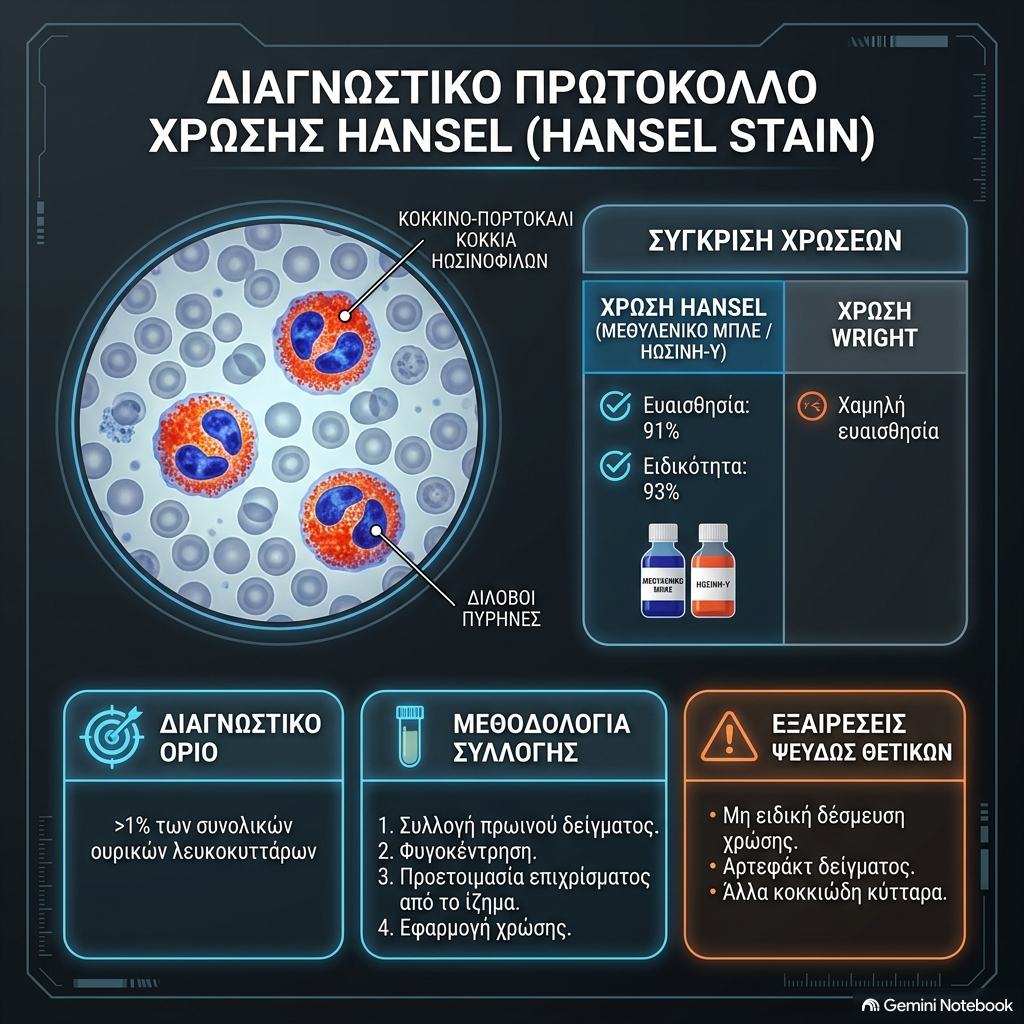 ΔΙΑΓΝΩΣΤΙΚΟ ΠΡΩΤΟΚΟΛΛΟ
ΧΡΩΣΗΣ HANSEL (HANSEL STAIN)
ΚΟΚΚΙΝΟ-ΠΟΡΤΟΚΑΛΙ
ΚΟΚΚΙΑ
ΗΩΣΙΝΟΦΙΛΩΝ
ΔΙΛΟΒΟΙ
ΠΥΡΗΝΕΣ
ΣΥΓΚΡΙΣΗ ΧΡΩΣΕΩΝ
ΧΡΩΣΗ HANSEL
(ΜΕΘΥΛΕΝΙΚΟ ΜΠΛΕ /
ΗΩΣΙΝΗ-Υ)
Ευαισθησία:
91%
Ειδικότητα:
93%
ΧΡΩΣΗ
WRIGHT
Χαμηλή
ευαισθησία
ΔΙΑΓΝΩΣΤΙΚΟ
ΟΡΙΟ
>1% των συνολικών
ουρικών λευκοκυττάρων
ΜΕΘΟΔΟΛΟΓΙΑ
ΣΥΛΛΟΓΗΣ
1. Συλλογή πρωινού δείγματος.
2. Φυγοκέντρηση.
3. Προετοιμασία επιχρίσματος
από το ίζημα.
4. Εφαρμογή χρώσης.
ΕΞΑΙΡΕΣΕΙΣ
ΨΕΥΔΩΣ ΘΕΤΙΚΩΝ
• Μη ειδική δέσμευση
χρώσης.
• Αρτεφάκτ δείγματος.
• Άλλα κοκκιώδη κύτταρα.
Gemini Notebook